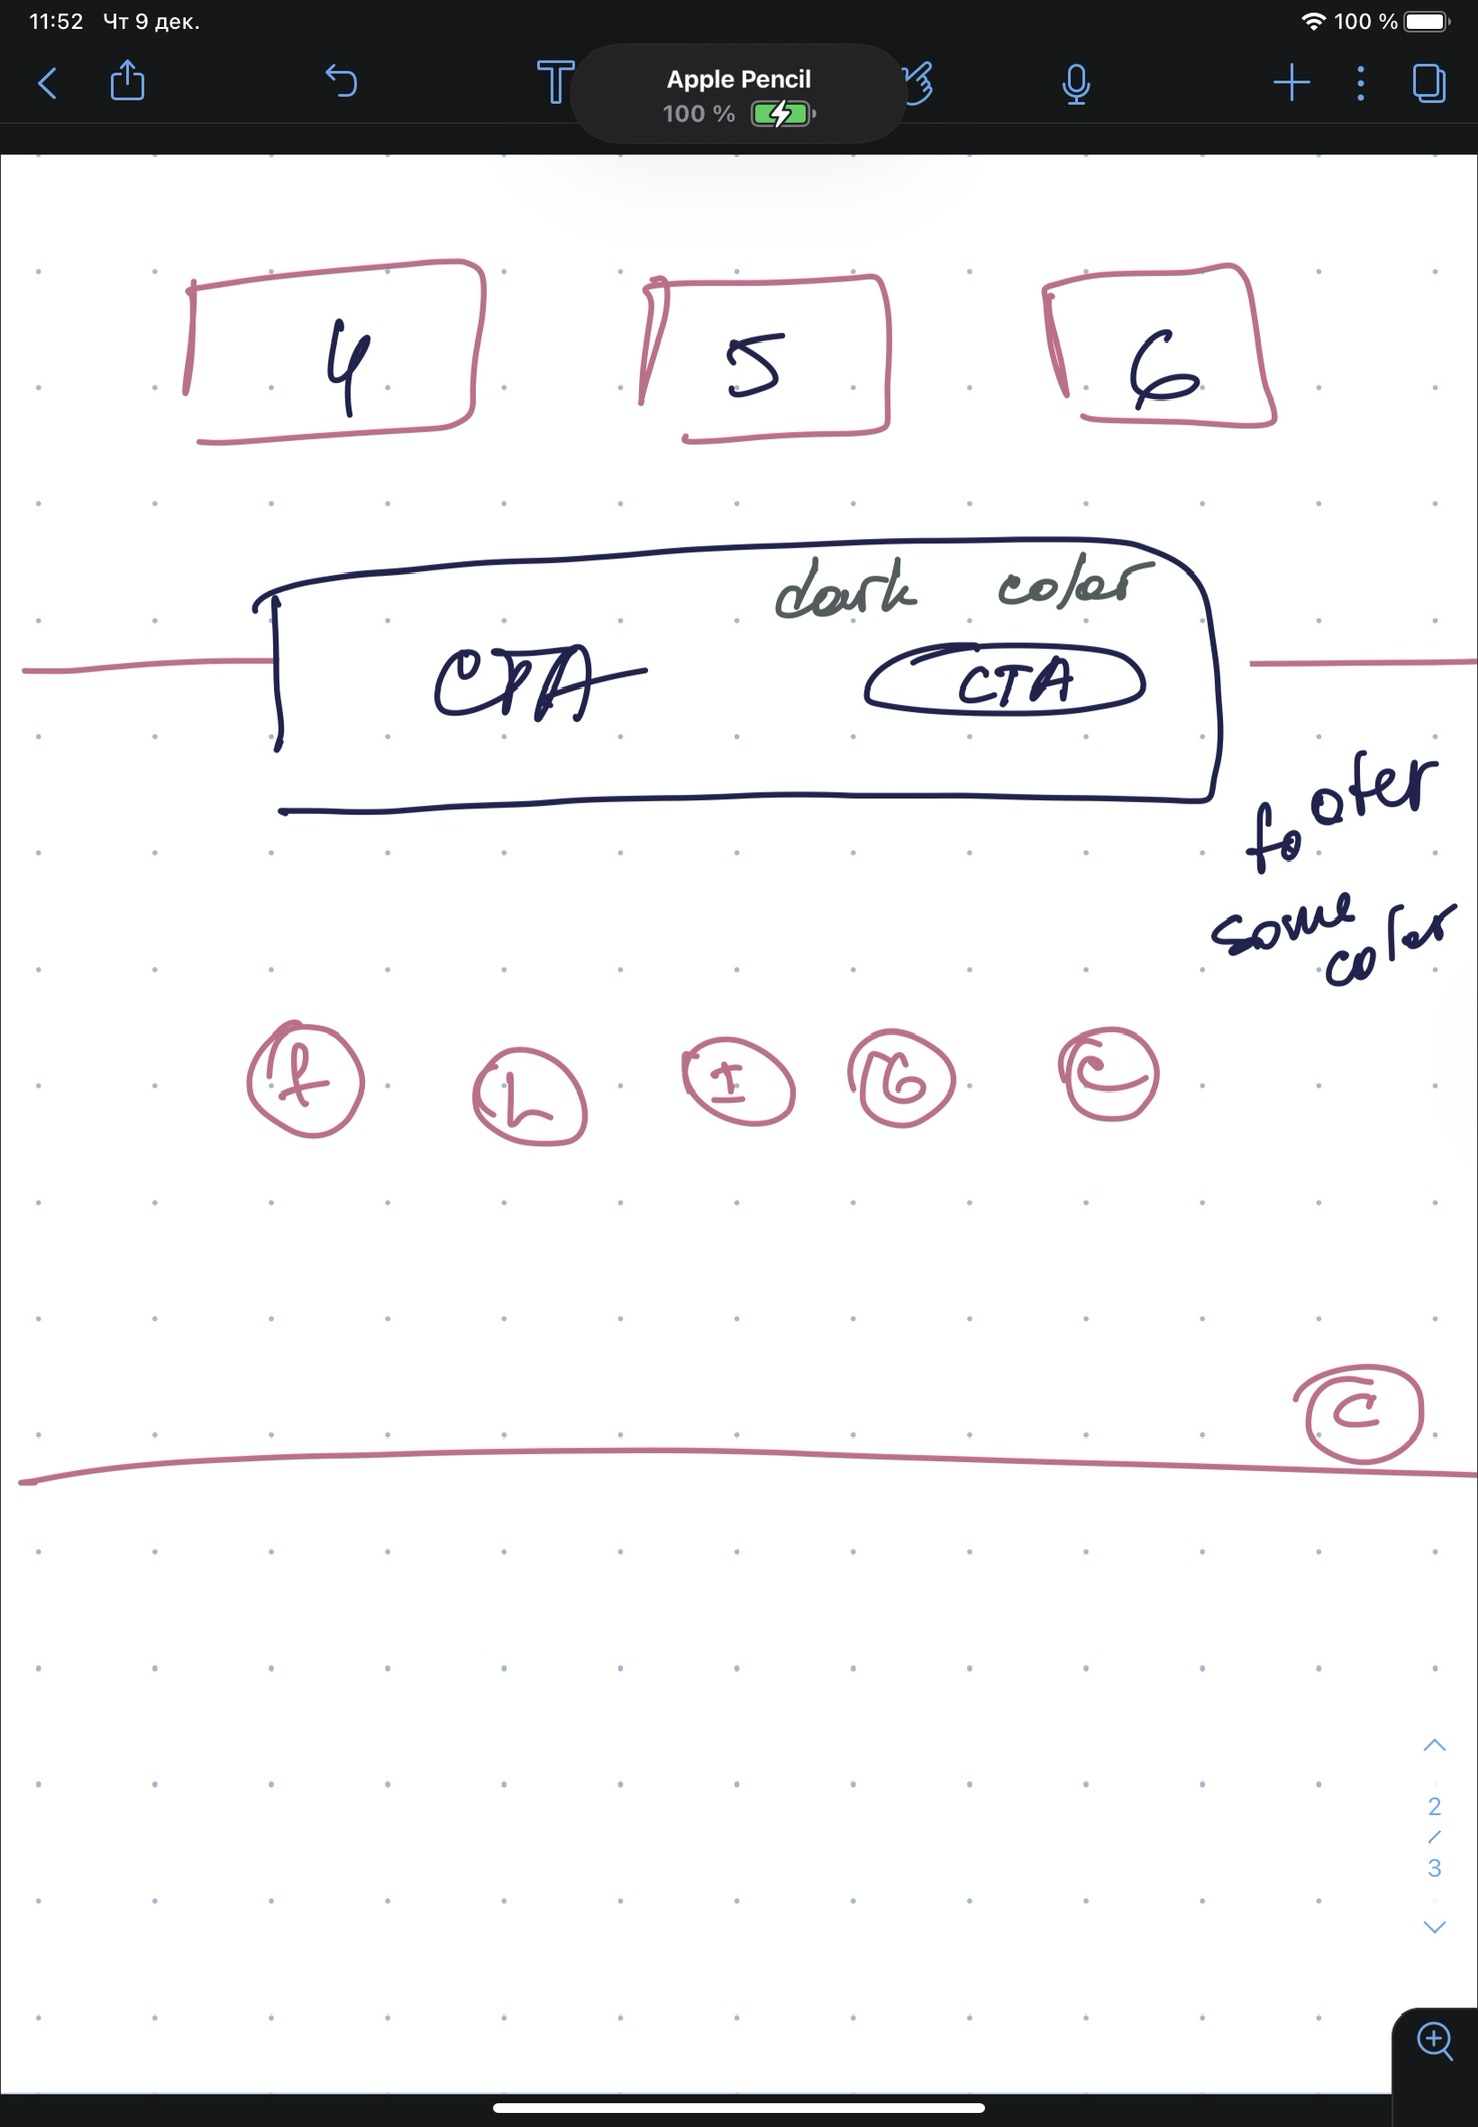 11:52 Чт 9 дек. 100 %
Apple Pencil
100 %
4 5 6
dark color
CTA CTA
footer
some
color
f L I G C
C
2
/
3